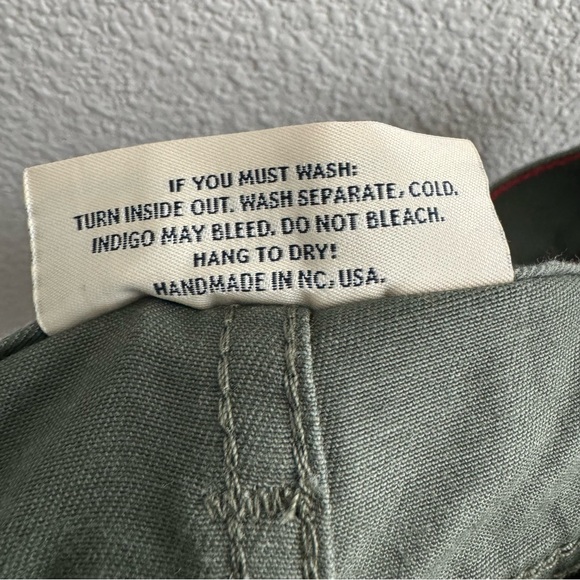 IF YOU MUST WASH:
TURN INSIDE OUT. WASH SEPARATE, COLD.
INDIGO MAY BLEED. DO NOT BLEACH.
HANG TO DRY!
HANDMADE IN NC, USA.